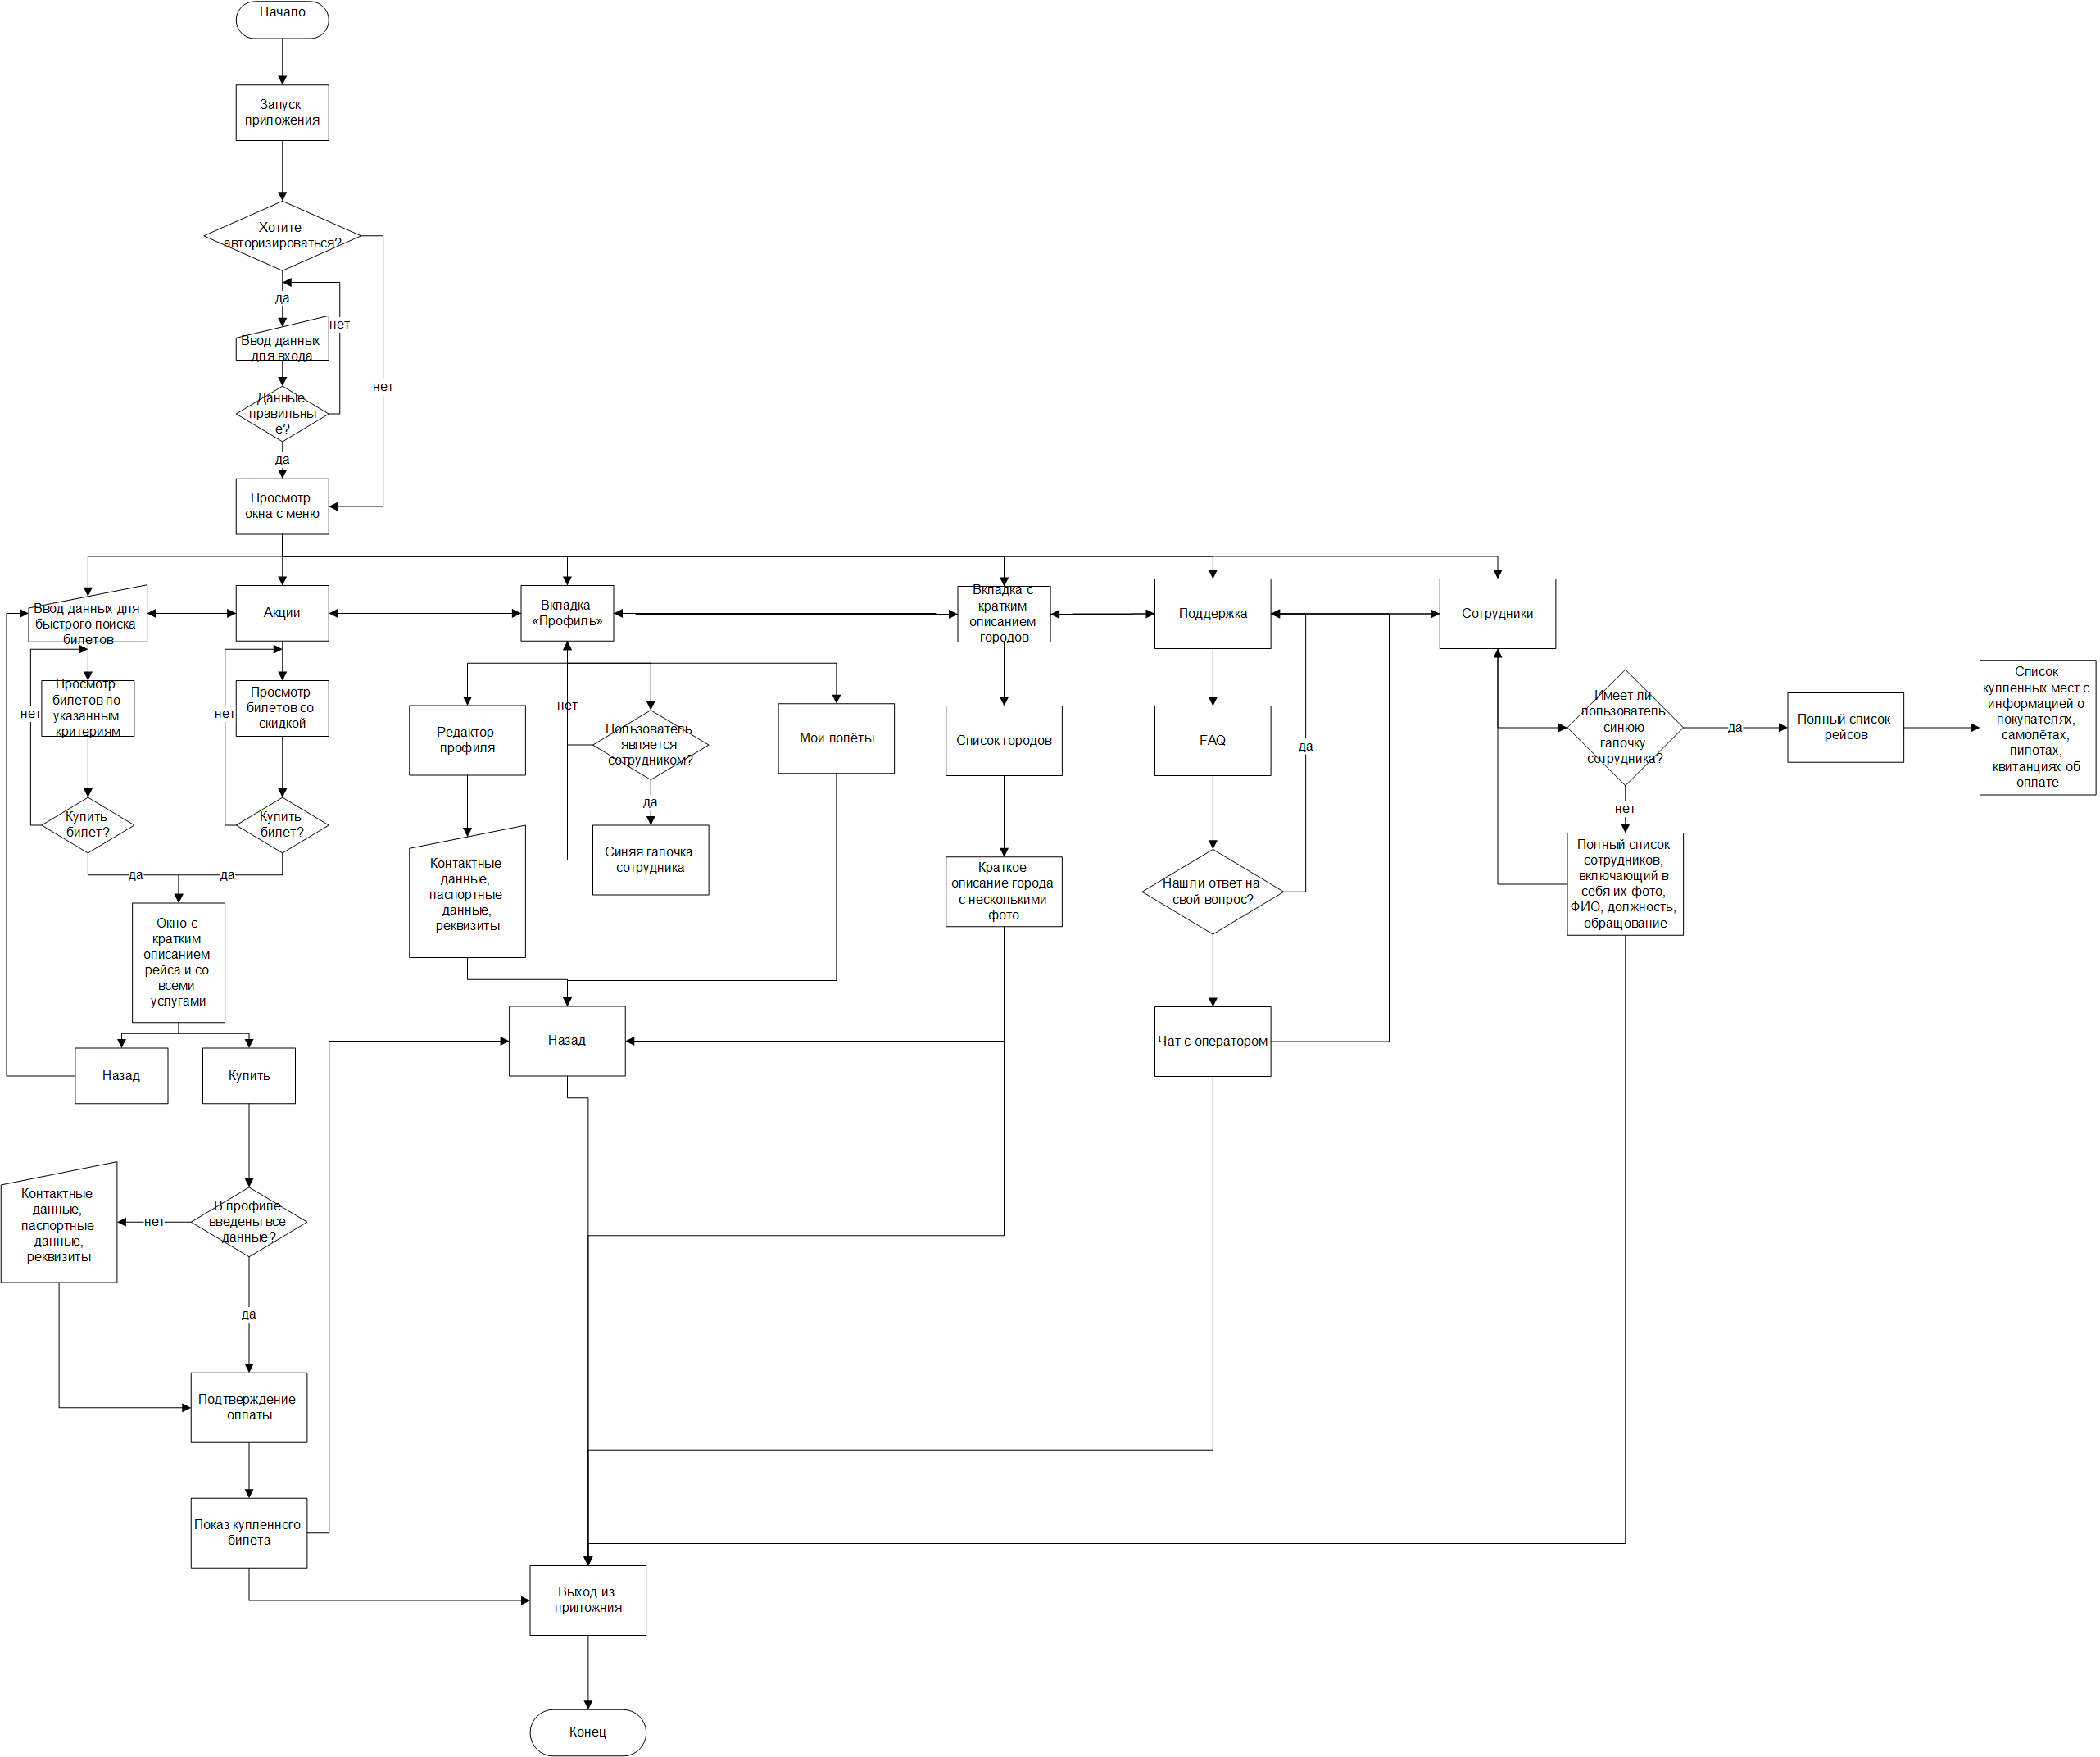 Начало
Запуск
приложения
Хотите
авторизироваться?
да
нет
Ввод данных
для входа
нет
Данные
правильны
е?
да
Просмотр
окна с меню
Ввод данных для
быстрого поиска
билетов
Акции
Вкладка
«Профиль»
Вкладка с
кратким
описанием
городов
Поддержка
Сотрудники
Просмотр
билетов по
указанным
критериям
нет
Просмотр
билетов со
скидкой
нет
Редактор
профиля
нет
Пользователь
является
сотрудником?
Мои полёты
Список городов
FAQ
да
Имеет ли
пользователь
синюю
галочку
сотрудника?
да
Полный список
рейсов
Список
купленных мест с
информацией о
покупателях,
самолётах,
пилотах,
квитанциях об
оплате
нет
Купить
билет?
Купить
билет?
да
да
да
Синяя галочка
сотрудника
Контактные
данные,
паспортные
данные,
реквизиты
Краткое
описание города
с несколькими
фото
Нашли ответ на
свой вопрос?
Полный список
сотрудников,
включающий в
себя их фото,
ФИО, должность,
обращование
Окно с
кратким
описанием
рейса и со
всеми
услугами
Назад
Чат с оператором
Назад
Купить
Контактные
данные,
паспортные
данные,
реквизиты
нет
В профиле
введены все
данные?
да
Подтверждение
оплаты
Показ купленного
билета
Выход из
приложния
Конец